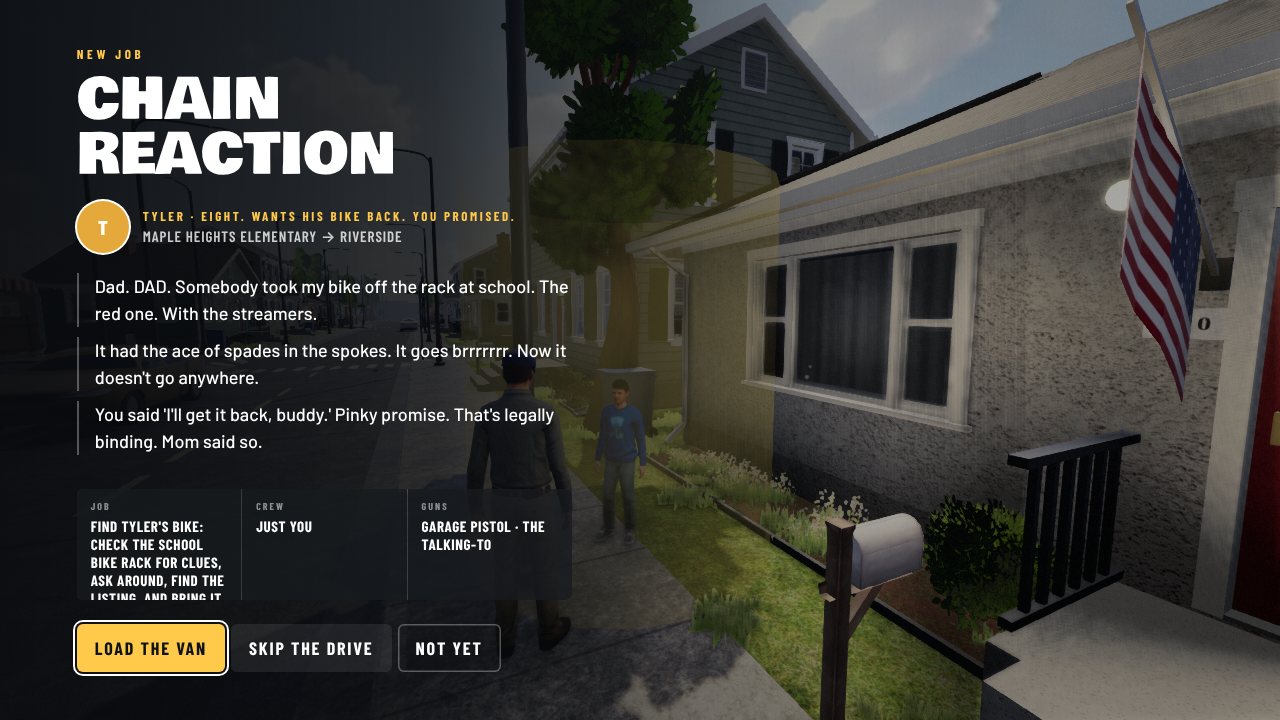 NEW JOB
CHAIN
REACTION
T
TYLER · EIGHT. WANTS HIS BIKE BACK. YOU PROMISED.
MAPLE HEIGHTS ELEMENTARY → RIVERSIDE
Dad. DAD. Somebody took my bike off the rack at school. The
red one. With the streamers.
It had the ace of spades in the spokes. It goes brrrrrrr. Now it
doesn't go anywhere.
You said 'I'll get it back, buddy.' Pinky promise. That's legally
binding. Mom said so.
JOB
FIND TYLER'S BIKE:
CHECK THE SCHOOL
BIKE RACK FOR CLUES,
ASK AROUND, FIND THE
LISTING, AND BRING IT
CREW
JUST YOU
GUNS
GARAGE PISTOL · THE
TALKING-TO
LOAD THE VAN
SKIP THE DRIVE
NOT YET
0